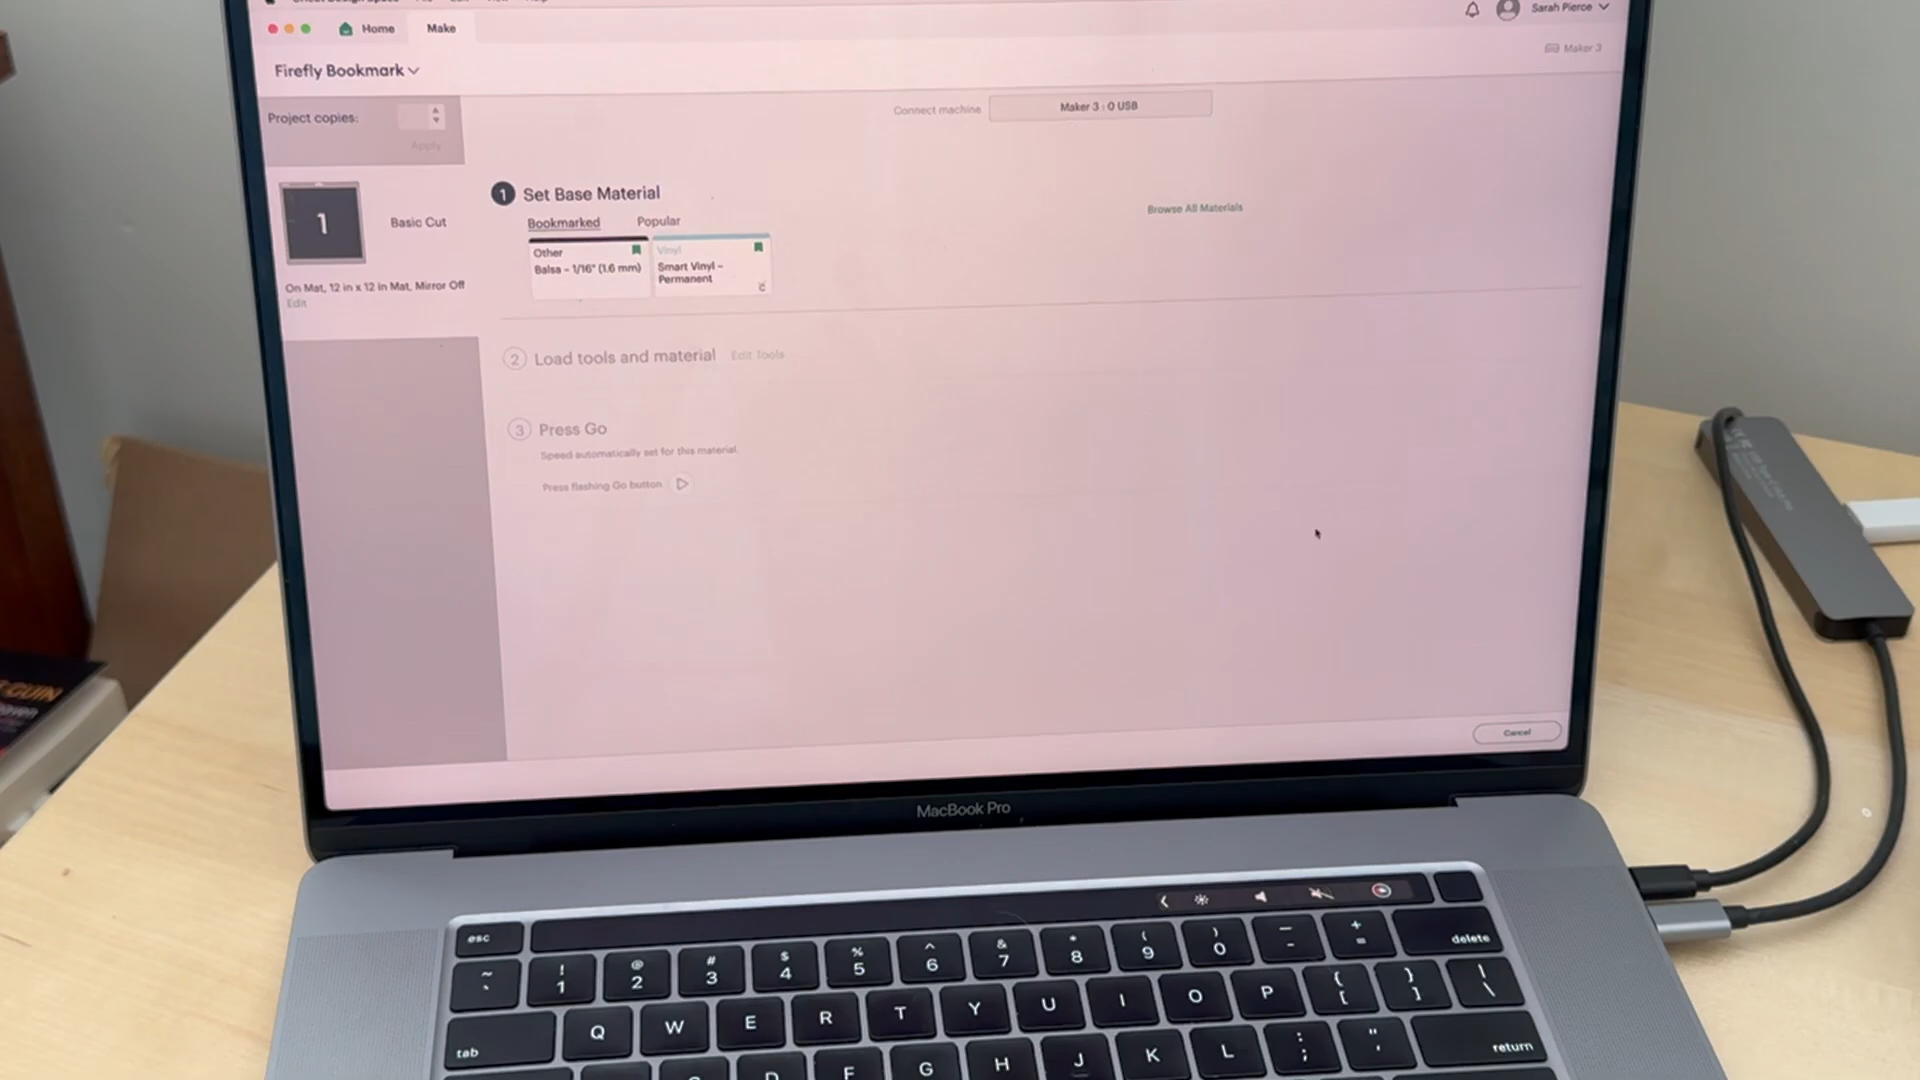 Home
Make
Sarah Pierce
Firefly Bookmark
Maker 3
Project copies:
Apply
Connect machine
Maker 3 : 0 USB
1
Basic Cut
On Mat, 12 in x 12 in Mat, Mirror Off
Edit
1 Set Base Material
Browse All Materials
Bookmarked
Popular
Other
Balsa – 1/16" (1.6 mm)
Vinyl
Smart Vinyl –
Permanent
2 Load tools and material
Edit Tools
3 Press Go
Speed automatically set for this material.
Press flashing Go button
Cancel
MacBook Pro
GUIN
esc
~ `
! 1
@ 2
# 3
$ 4
% 5
^ 6
& 7
* 8
( 9
) 0
— -
+ =
delete
tab
Q
W
E
R
T
Y
U
I
O
P
{ [
} ]
| \
D
F
G
H
J
K
L
: ;
" '
return